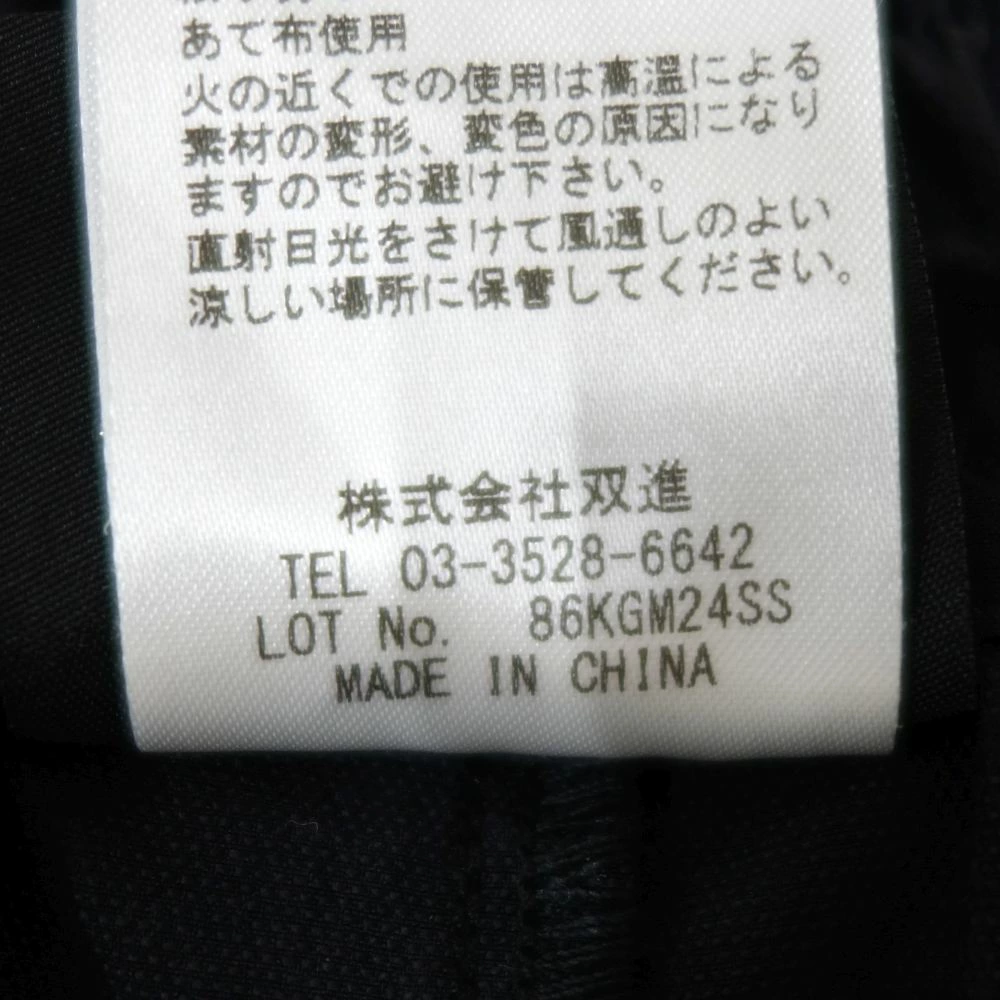 あて布使用
火の近くでの使用は高温による
素材の変形、変色の原因になり
ますのでお避け下さい。
直射日光をさけて風通しのよい
涼しい場所に保管してください。
株式会社双進
TEL 03-3528-6642
LOT No. 86KGM24SS
MADE IN CHINA